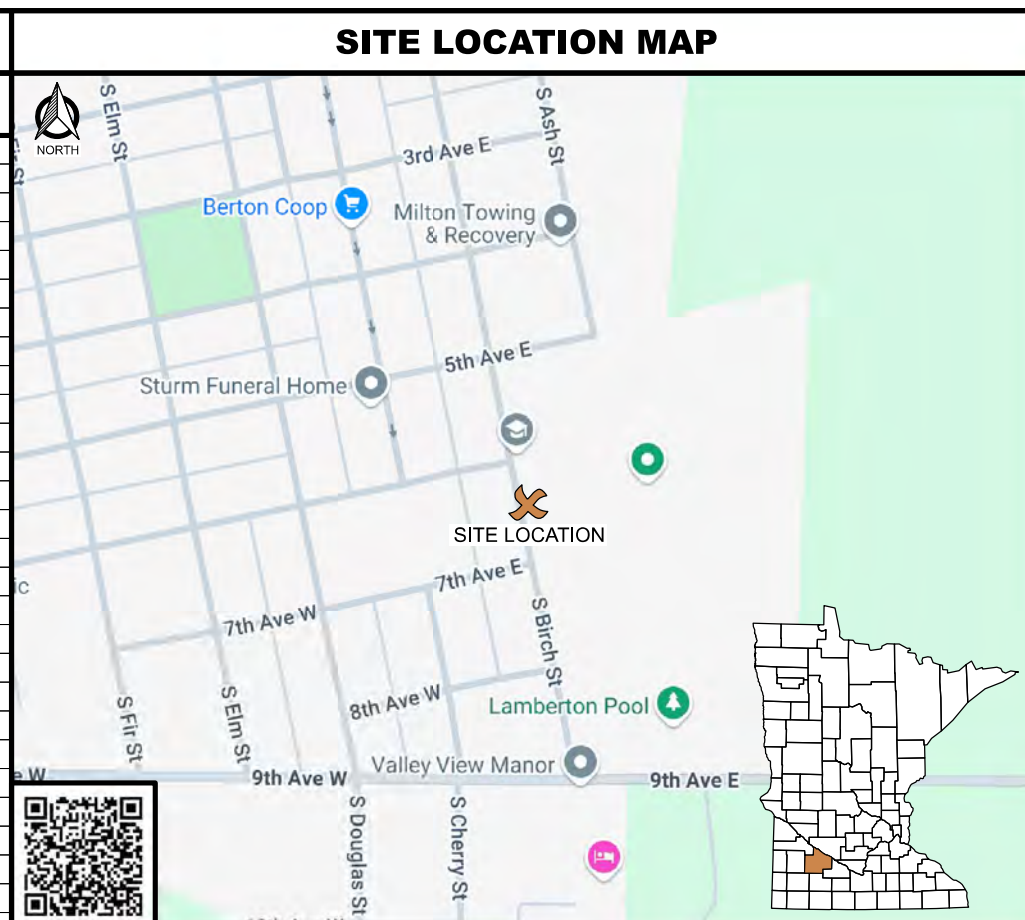 SITE LOCATION MAP
NORTH
S Elm St
S Ash St
3rd Ave E
Berton Coop
Milton Towing
& Recovery
5th Ave E
Sturm Funeral Home
SITE LOCATION
7th Ave E
7th Ave W
S Birch St
8th Ave W
S Fir St
S Elm St
Lamberton Pool
Valley View Manor
9th Ave W
9th Ave E
S Douglas St
S Cherry St